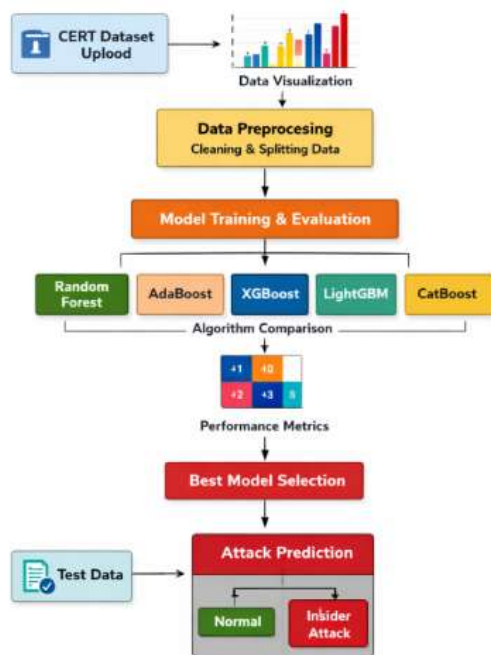 CERT Dataset
Uplood
Data Visualization
Data Preprocesing
Cleaning & Splitting Data
Model Training & Evaluation
Random
Forest
AdaBoost
XGBoost
LightGBM
CatBoost
Algorithm Comparison
+1
+0
+2
+3
8
Performance Metrics
Best Model Selection
Attack Prediction
Test Data
Normal
Insider
Attack